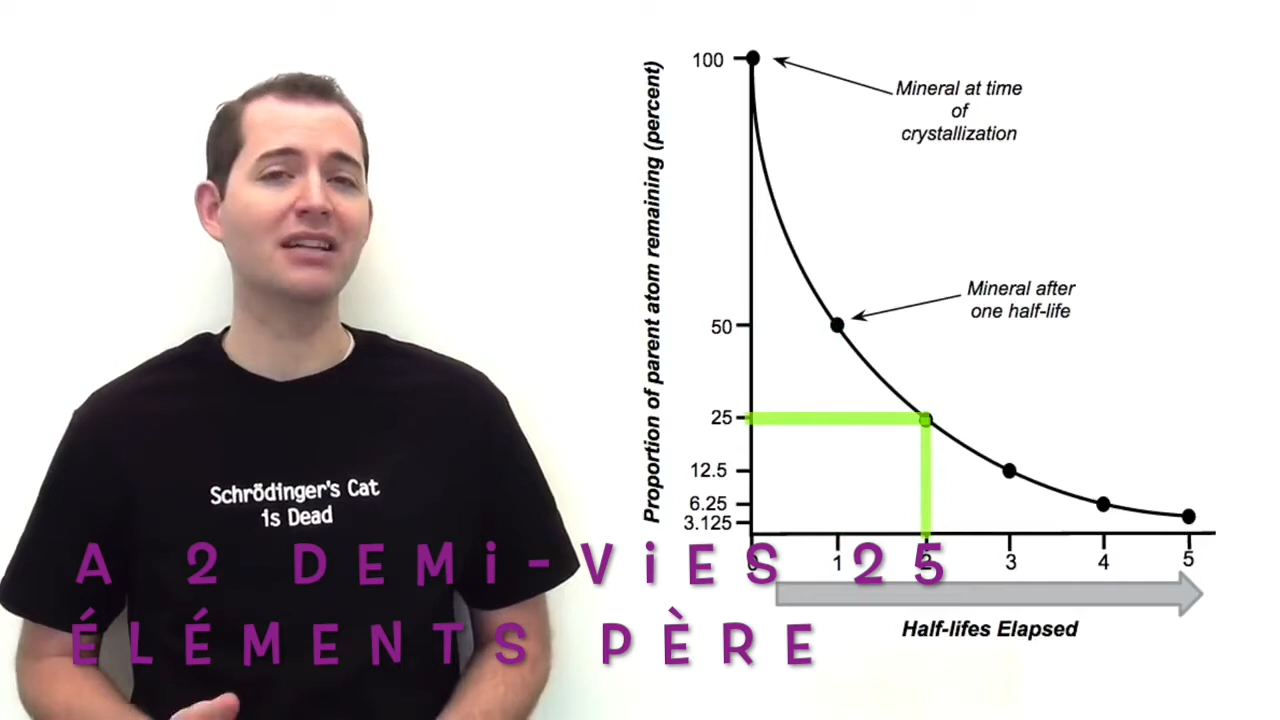 Schrödinger's Cat
is Dead
Proportion of parent atom remaining (percent)
100
50
25
12.5
6.25
3.125
Mineral at time
of
crystallization
Mineral after
one half-life
0 1 2 3 4 5
Half-lifes Elapsed
A 2 DEMi-ViES 25
ÉLÉMENTS PÈRE